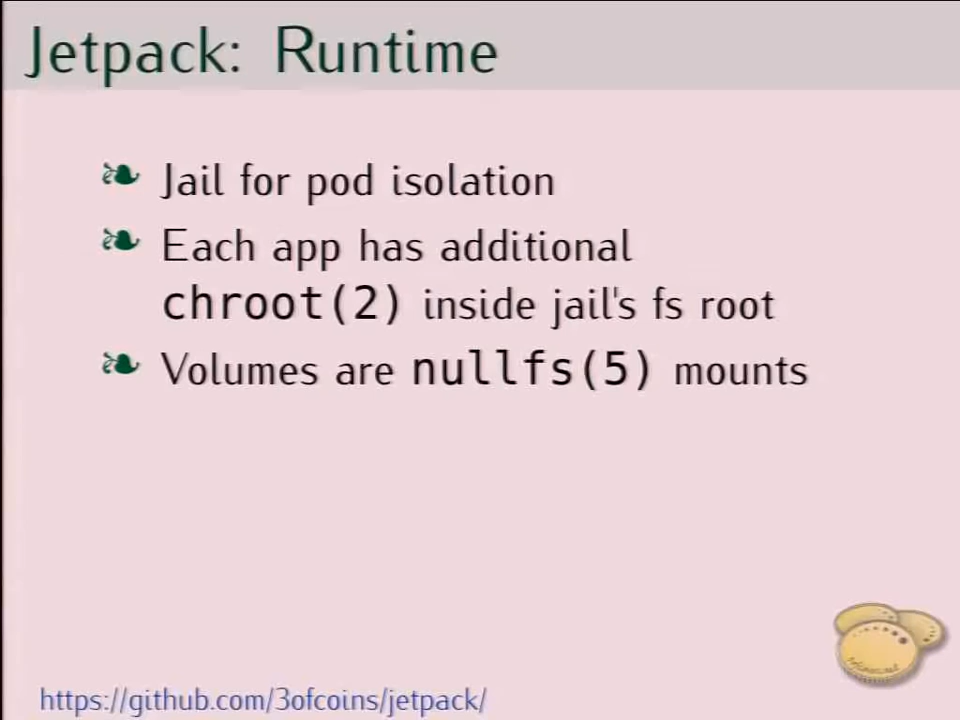 Jetpack: Runtime
❧ Jail for pod isolation
❧ Each app has additional
chroot(2) inside jail's fs root
❧ Volumes are nullfs(5) mounts
https://github.com/3ofcoins/jetpack/